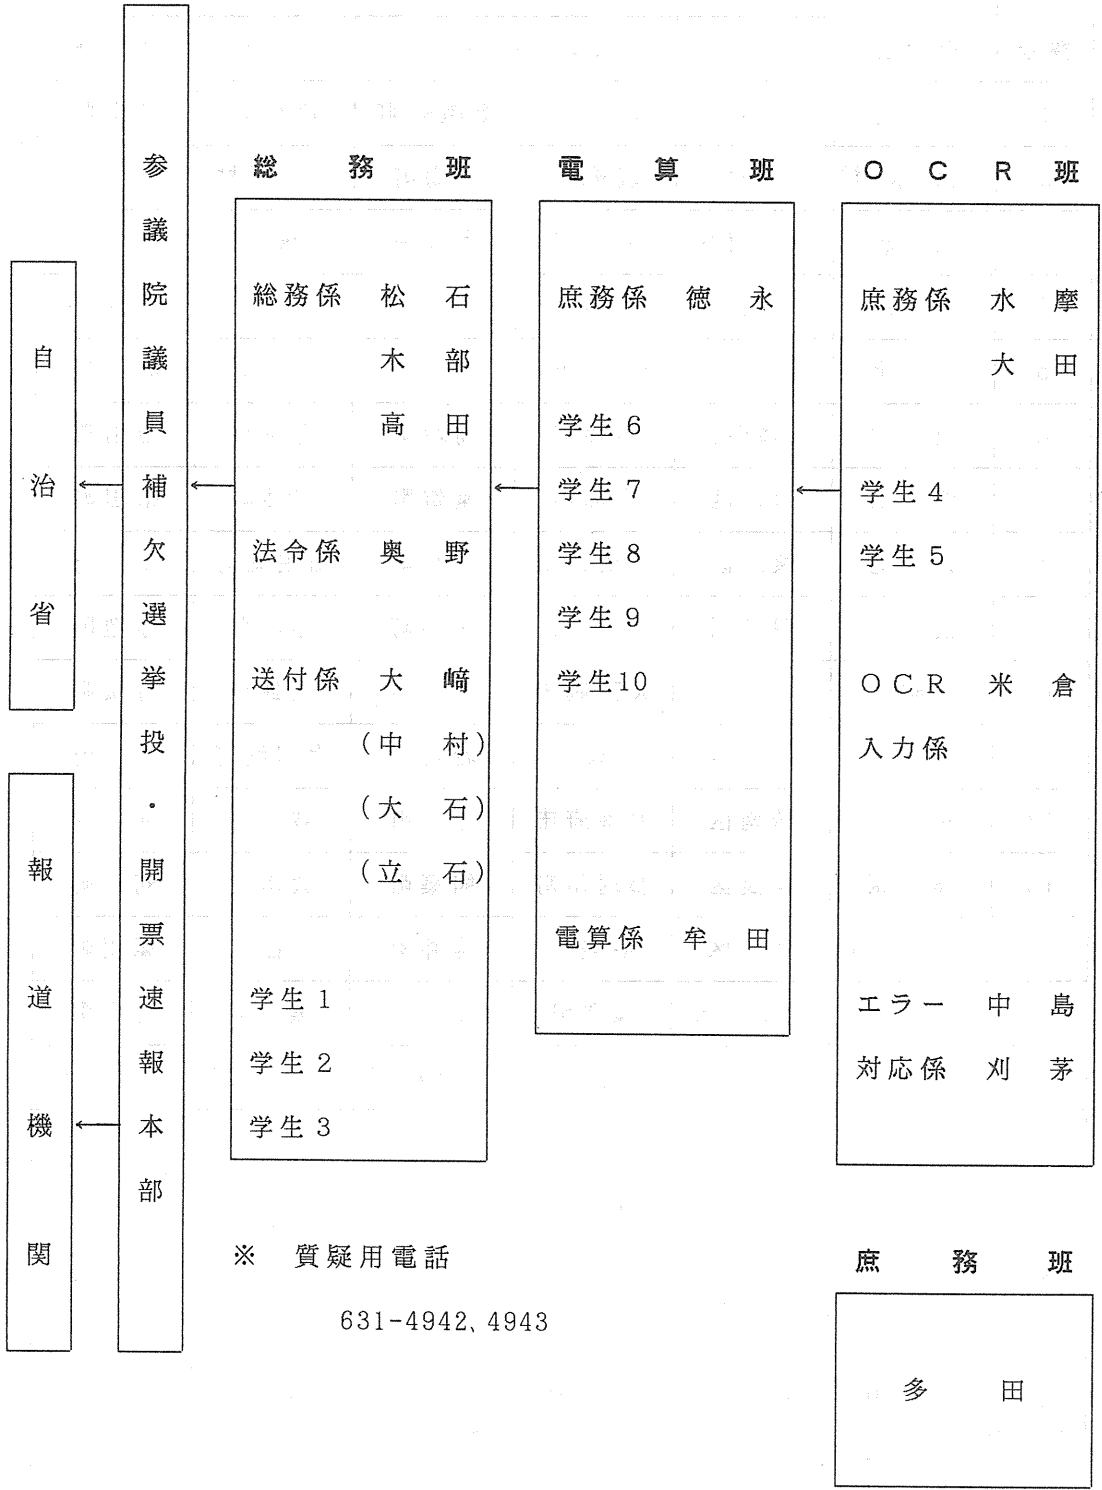 自治省
報道機関
参議院議員補欠選挙投・開票速報本部
総務班
総務係 松石
木部
高田
法令係 奥野
送付係 大﨑
(中村)
(大石)
(立石)
学生1
学生2
学生3
電算班
庶務係 徳永
学生6
学生7
学生8
学生9
学生10
電算係 牟田
OCR班
庶務係 水摩
大田
学生4
学生5
OCR 米倉
入力係
エラー 中島
対応係 刈茅
※ 質疑用電話
631-4942、4943
庶務班
多田